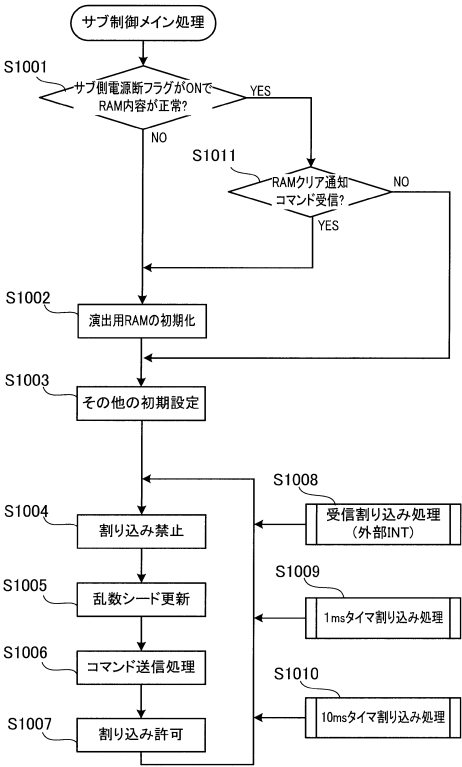 サブ制御メイン処理
S1001
サブ側電源断フラグがONで
RAM内容が正常?
YES
NO
S1011
RAMクリア通知
コマンド受信?
NO
YES
S1002
演出用RAMの初期化
S1003
その他の初期設定
S1004
割り込み禁止
S1005
乱数シード更新
S1006
コマンド送信処理
S1007
割り込み許可
S1008
受信割り込み処理
(外部INT)
S1009
1msタイマ割り込み処理
S1010
10msタイマ割り込み処理